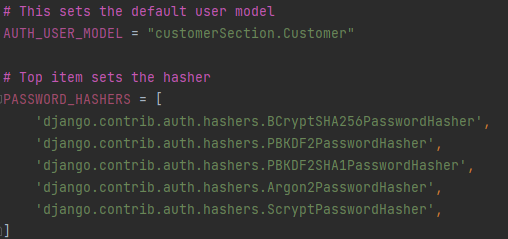 # This sets the default user model
AUTH_USER_MODEL = "customerSection.Customer"
# Top item sets the hasher
PASSWORD_HASHERS = [
'django.contrib.auth.hashers.BCryptSHA256PasswordHasher',
'django.contrib.auth.hashers.PBKDF2PasswordHasher',
'django.contrib.auth.hashers.PBKDF2SHA1PasswordHasher',
'django.contrib.auth.hashers.Argon2PasswordHasher',
'django.contrib.auth.hashers.ScryptPasswordHasher',
]